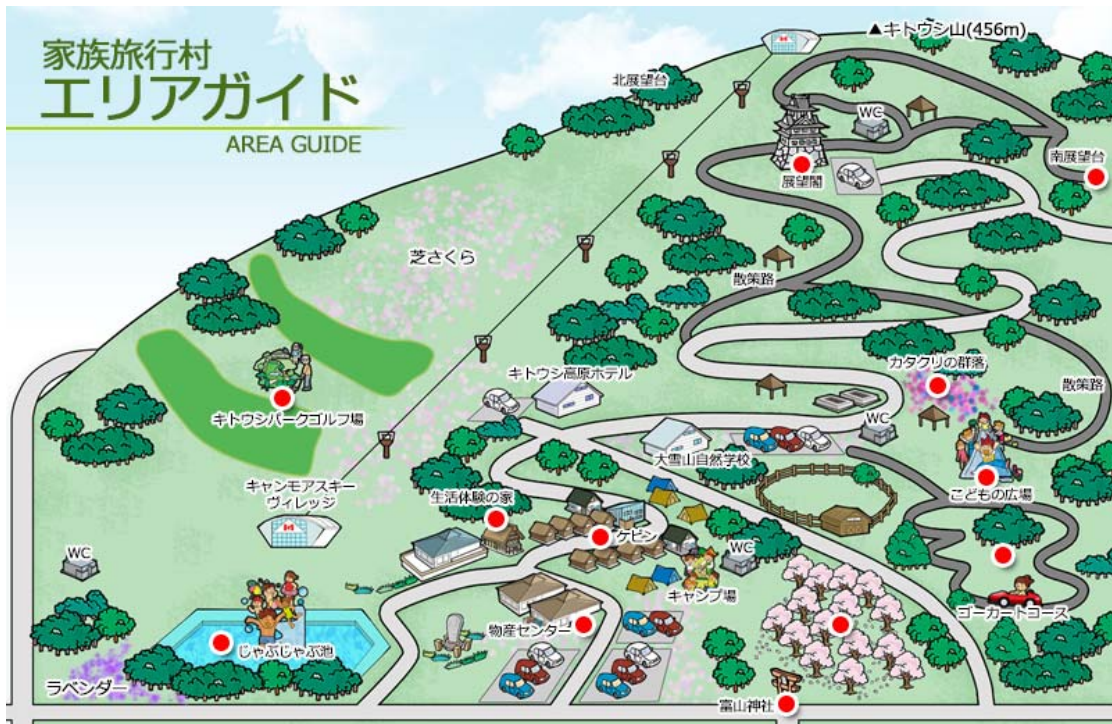 家族旅行村
エリアガイド
AREA GUIDE
▲キトウシ山(456m)
北展望台
WC
南展望台
展望閣
芝さくら
散策路
キトウシ高原ホテル
カタクリの群落
散策路
キトウシパークゴルフ場
WC
大雪山自然学校
こどもの広場
キャンモアスキー
ヴィレッジ
生活体験の家
ケビン
WC
WC
キャンプ場
ゴーカートコース
物産センター
じゃぶじゃぶ池
ラベンダー
富山神社